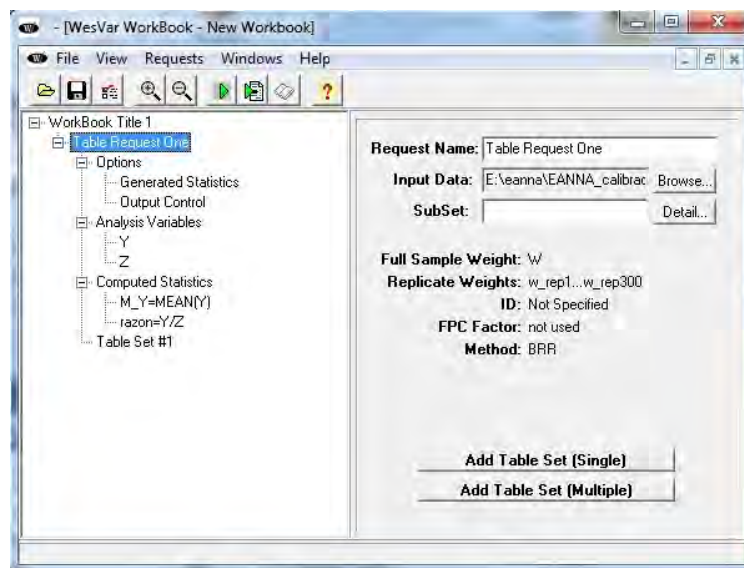 - [WesVar WorkBook - New Workbook]
File View Requests Windows Help
WorkBook Title 1
Table Request One
Options
Generated Statistics
Output Control
Analysis Variables
Y
Z
Computed Statistics
M_Y=MEAN(Y)
razon=Y/Z
Table Set #1
Request Name: Table Request One
Input Data: E:\eanna\EANNA_calibrac Browse...
SubSet: Detail...
Full Sample Weight: W
Replicate Weights: w_rep1...w_rep300
ID: Not Specified
FPC Factor: not used
Method: BRR
Add Table Set (Single)
Add Table Set (Multiple)